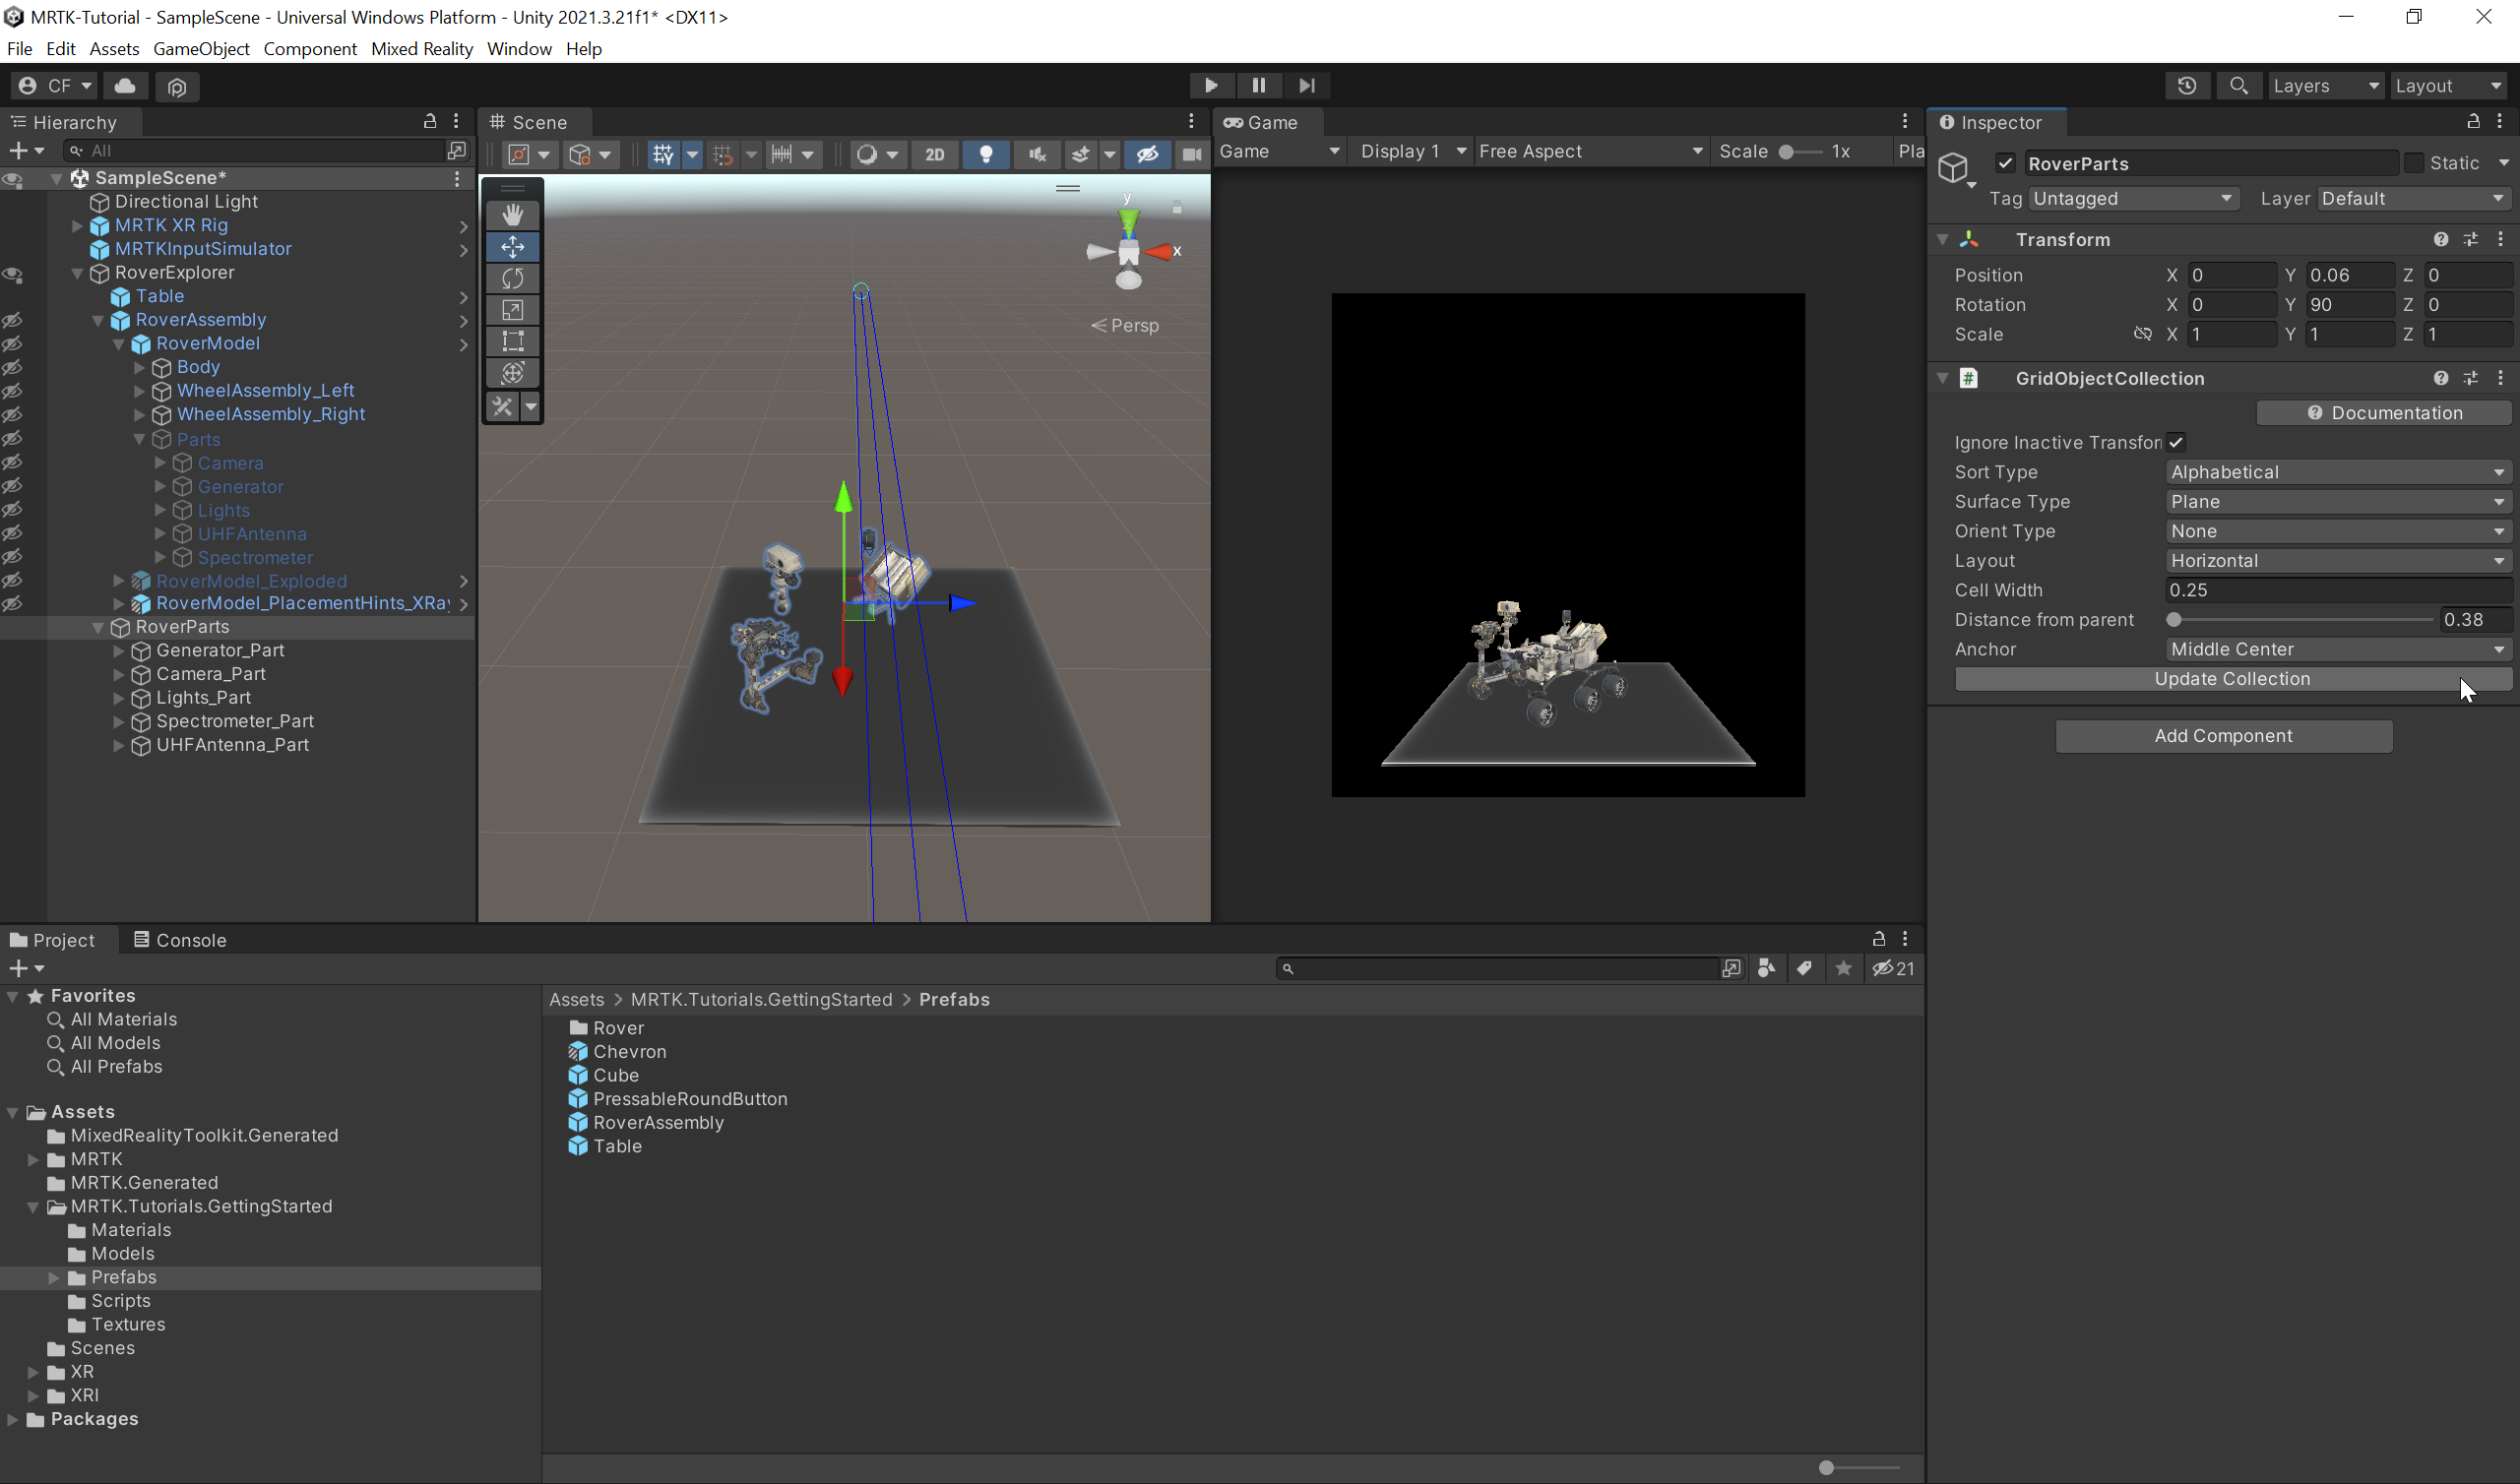 MRTK-Tutorial - SampleScene - Universal Windows Platform - Unity 2021.3.21f1* <DX11>
File Edit Assets GameObject Component Mixed Reality Window Help
CF
Layers Layout
Hierarchy
All
SampleScene*
Directional Light
MRTK XR Rig
MRTKInputSimulator
RoverExplorer
Table
RoverAssembly
RoverModel
Body
WheelAssembly_Left
WheelAssembly_Right
Parts
Camera
Generator
Lights
UHFAntenna
Spectrometer
RoverModel_Exploded
RoverModel_PlacementHints_XRay
RoverParts
Generator_Part
Camera_Part
Lights_Part
Spectrometer_Part
UHFAntenna_Part
Scene
2D
y
x
Persp
Game
Game Display 1 Free Aspect Scale 1x Pla
Inspector
RoverParts Static
Tag Untagged Layer Default
Transform
Position X 0 Y 0.06 Z 0
Rotation X 0 Y 90 Z 0
Scale X 1 Y 1 Z 1
# GridObjectCollection
Documentation
Ignore Inactive Transfor
Sort Type Alphabetical
Surface Type Plane
Orient Type None
Layout Horizontal
Cell Width 0.25
Distance from parent 0.38
Anchor Middle Center
Update Collection
Add Component
Project Console
21
Favorites
All Materials
All Models
All Prefabs
Assets
MixedRealityToolkit.Generated
MRTK
MRTK.Generated
MRTK.Tutorials.GettingStarted
Materials
Models
Prefabs
Scripts
Textures
Scenes
XR
XRI
Packages
Assets > MRTK.Tutorials.GettingStarted > Prefabs
Rover
Chevron
Cube
PressableRoundButton
RoverAssembly
Table